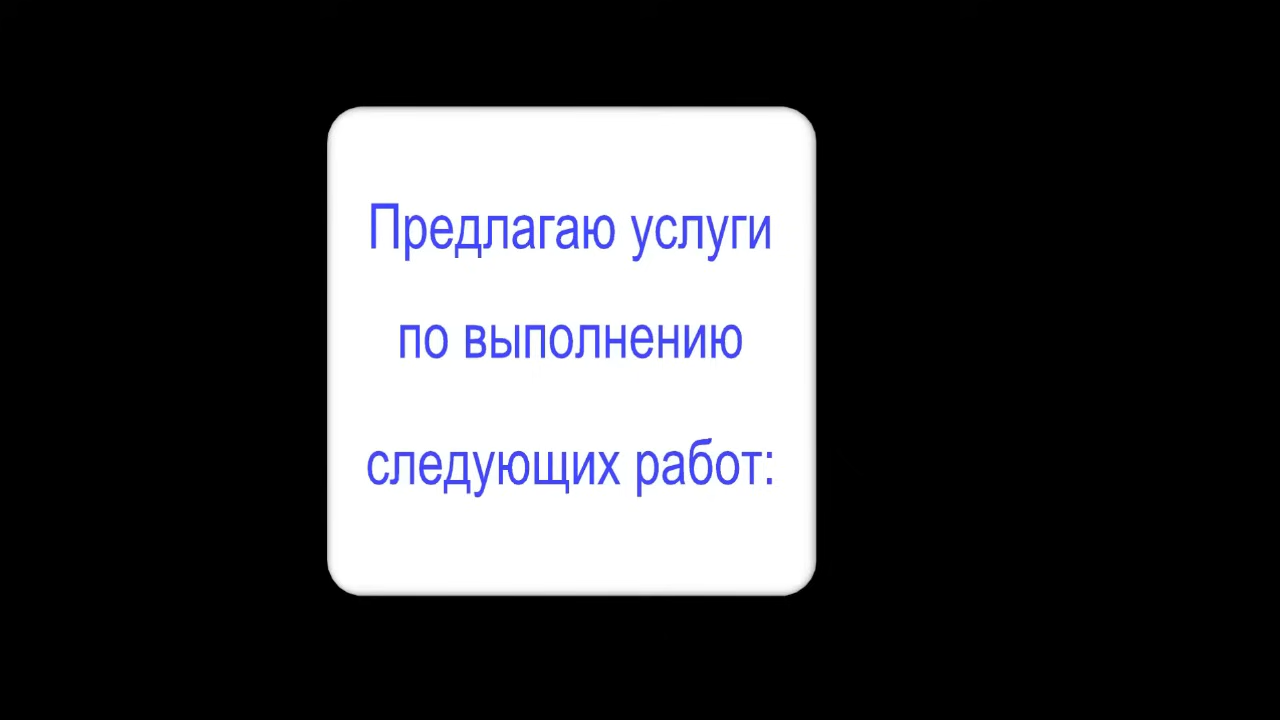 Предлагаю услуги
по выполнению
следующих работ: